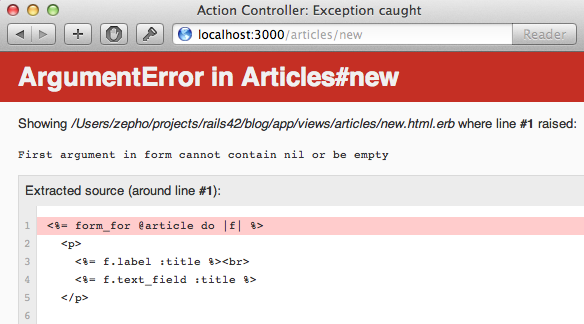 Action Controller: Exception caught
localhost:3000/articles/new
Reader
ArgumentError in Articles#new
Showing /Users/zepho/projects/rails42/blog/app/views/articles/new.html.erb where line #1 raised:
First argument in form cannot contain nil or be empty
Extracted source (around line #1):
1 <%= form_for @article do |f| %>
2 <p>
3 <%= f.label :title %><br>
4 <%= f.text_field :title %>
5 </p>
6